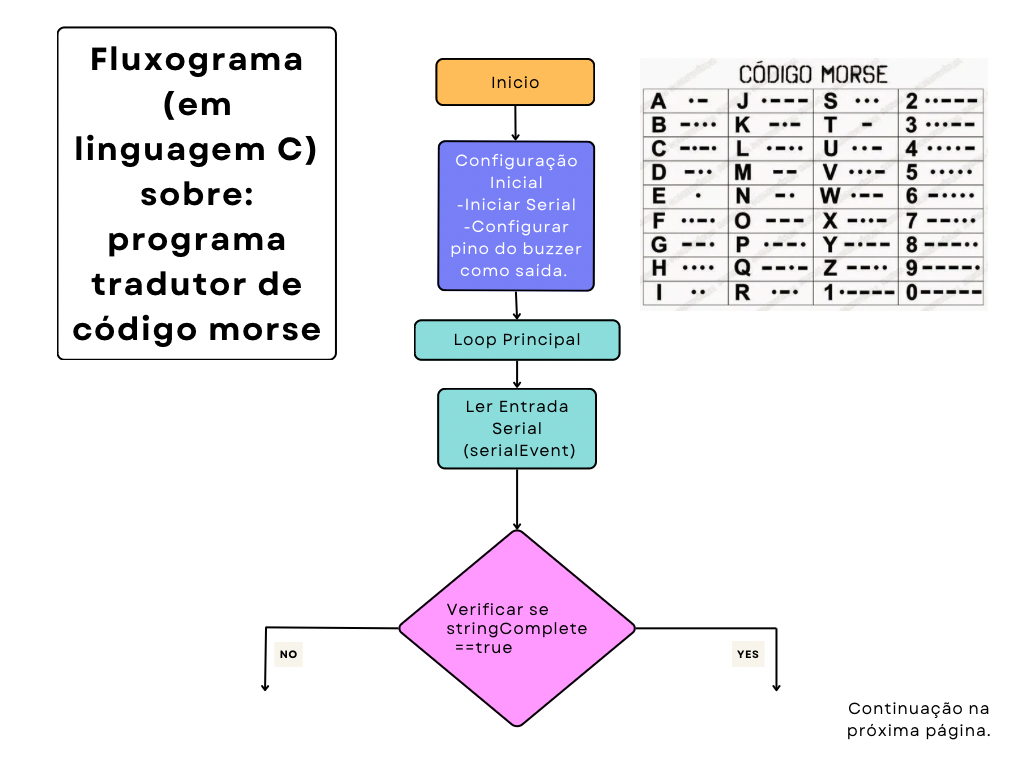 Fluxograma
(em
linguagem C)
sobre:
programa
tradutor de
código morse
Inicio
Configuração
Inicial
-Iniciar Serial
-Configurar
pino do buzzer
como saída.
Loop Principal
Ler Entrada
Serial
(serialEvent)
Verificar se
stringComplete
==true
NO
YES
CÓDIGO MORSE
A ·− J ·−−− S ··· 2 ··−−−
B −··· K −·− T − 3 ···−−
C −·−· L ·−·· U ··− 4 ····−
D −·· M −− V ···− 5 ·····
E · N −· W ·−− 6 −····
F ··−· O −−− X −··− 7 −−···
G −−· P ·−−· Y −·−− 8 −−−··
H ···· Q −−·− Z −−·· 9 −−−−·
I ·· R ·−· 1 ·−−−− 0 −−−−−
Continuação na
próxima página.